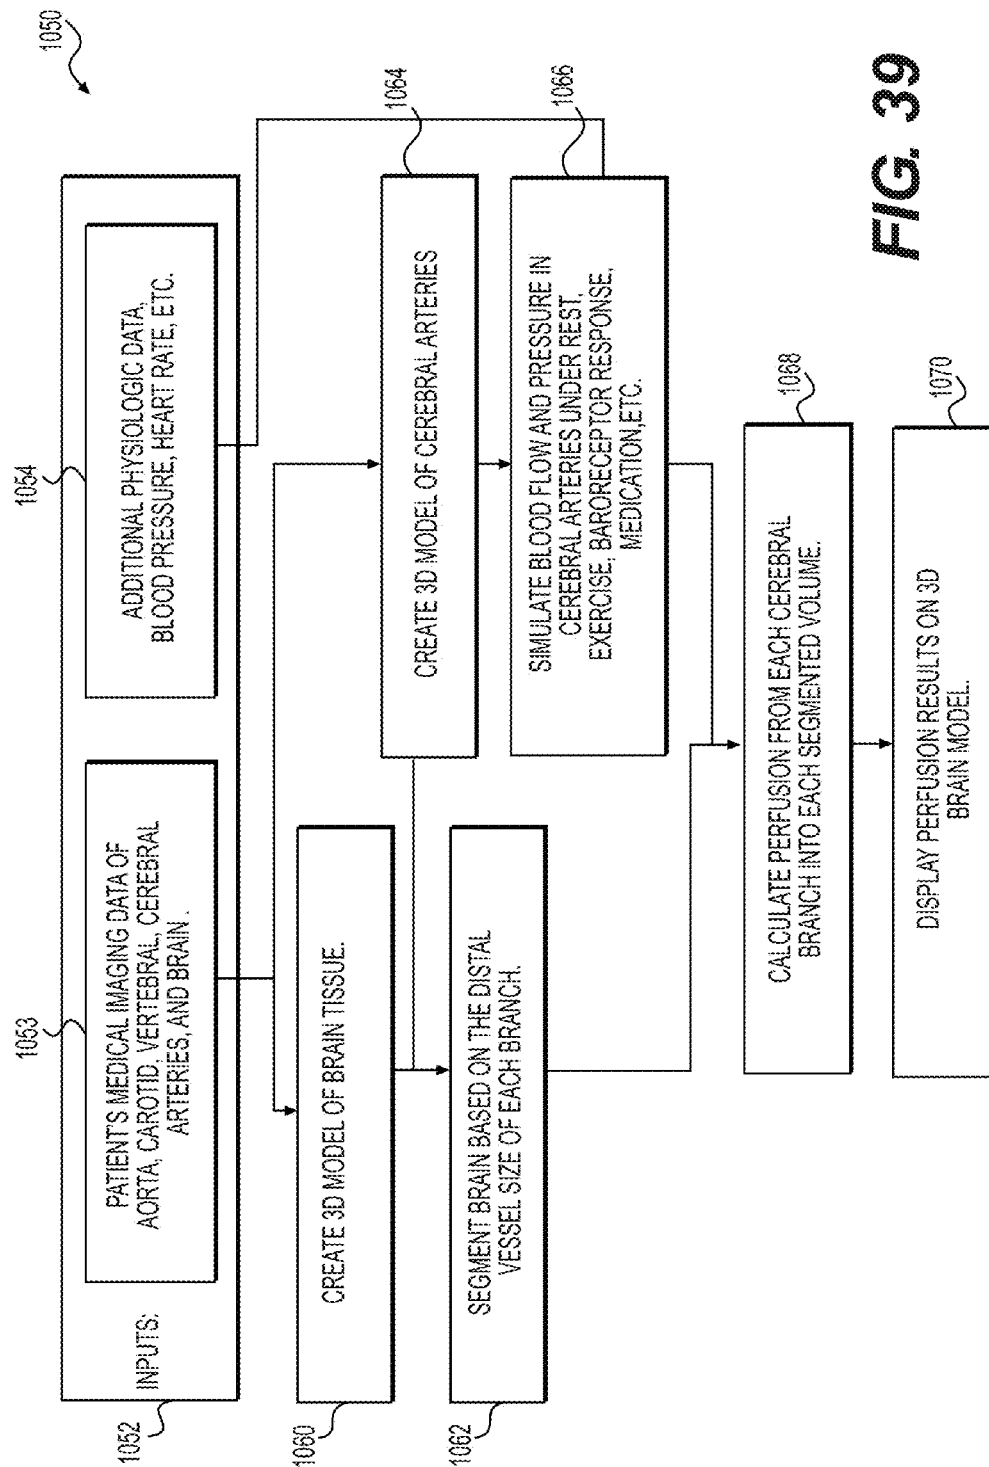 1050
1052
INPUTS:
1053
PATIENT'S MEDICAL IMAGING DATA OF
AORTA, CAROTID, VERTEBRAL, CEREBRAL
ARTERIES, AND BRAIN .
1054
ADDITIONAL PHYSIOLOGIC DATA,
BLOOD PRESSURE, HEART RATE, ETC.
1060
CREATE 3D MODEL OF BRAIN TISSUE.
1064
CREATE 3D MODEL OF CEREBRAL ARTERIES
1062
SEGMENT BRAIN BASED ON THE DISTAL
VESSEL SIZE OF EACH BRANCH.
1066
SIMULATE BLOOD FLOW AND PRESSURE IN
CEREBRAL ARTERIES UNDER REST,
EXERCISE, BARORECEPTOR RESPONSE,
MEDICATION,ETC.
1068
CALCULATE PERFUSION FROM EACH CEREBRAL
BRANCH INTO EACH SEGMENTED VOLUME.
1070
DISPLAY PERFUSION RESULTS ON 3D
BRAIN MODEL.
FIG. 39